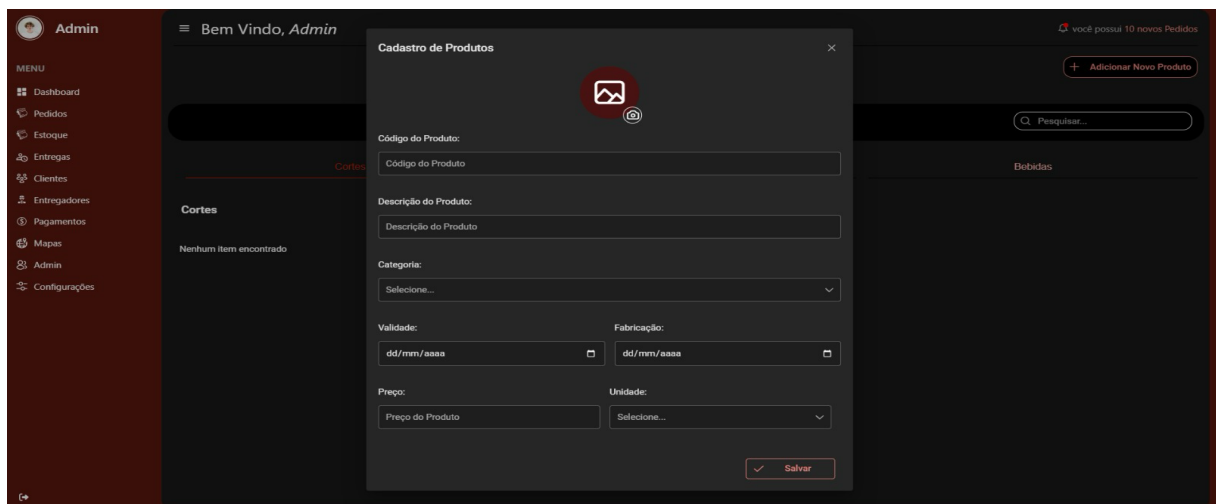 Admin
MENU
Dashboard
Pedidos
Estoque
Entregas
Clientes
Entregadores
Pagamentos
Mapas
Admin
Configurações
Bem Vindo, Admin
você possui 10 novos Pedidos
Adicionar Novo Produto
Pesquisar...
Cortes
Bebidas
Cortes
Nenhum item encontrado
Cadastro de Produtos
Código do Produto:
Código do Produto
Descrição do Produto:
Descrição do Produto
Categoria:
Selecione...
Validade: Fabricação:
dd/mm/aaaa dd/mm/aaaa
Preço: Unidade:
Preço do Produto Selecione...
Salvar